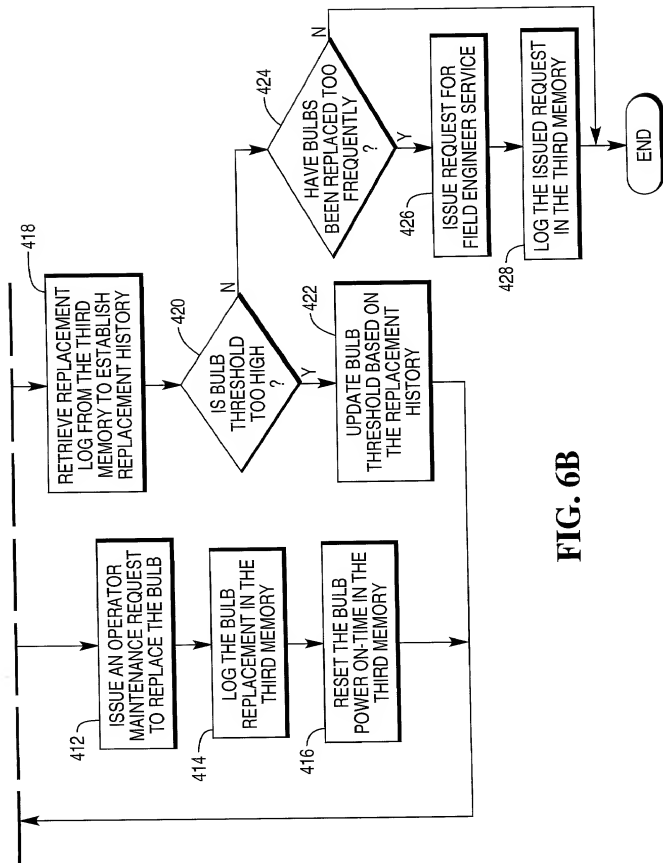 412
ISSUE AN OPERATOR
MAINTENANCE REQUEST
TO REPLACE THE BULB
414
LOG THE BULB
REPLACEMENT IN THE
THIRD MEMORY
416
RESET THE BULB
POWER ON-TIME IN THE
THIRD MEMORY
418
RETRIEVE REPLACEMENT
LOG FROM THE THIRD
MEMORY TO ESTABLISH
REPLACEMENT HISTORY
420
IS BULB
THRESHOLD
TOO HIGH
?
N
Y
422
UPDATE BULB
THRESHOLD BASED ON
THE REPLACEMENT
HISTORY
424
HAVE BULBS
BEEN REPLACED TOO
FREQUENTLY
?
N
Y
426
ISSUE REQUEST FOR
FIELD ENGINEER SERVICE
428
LOG THE ISSUED REQUEST
IN THE THIRD MEMORY
END
FIG. 6B